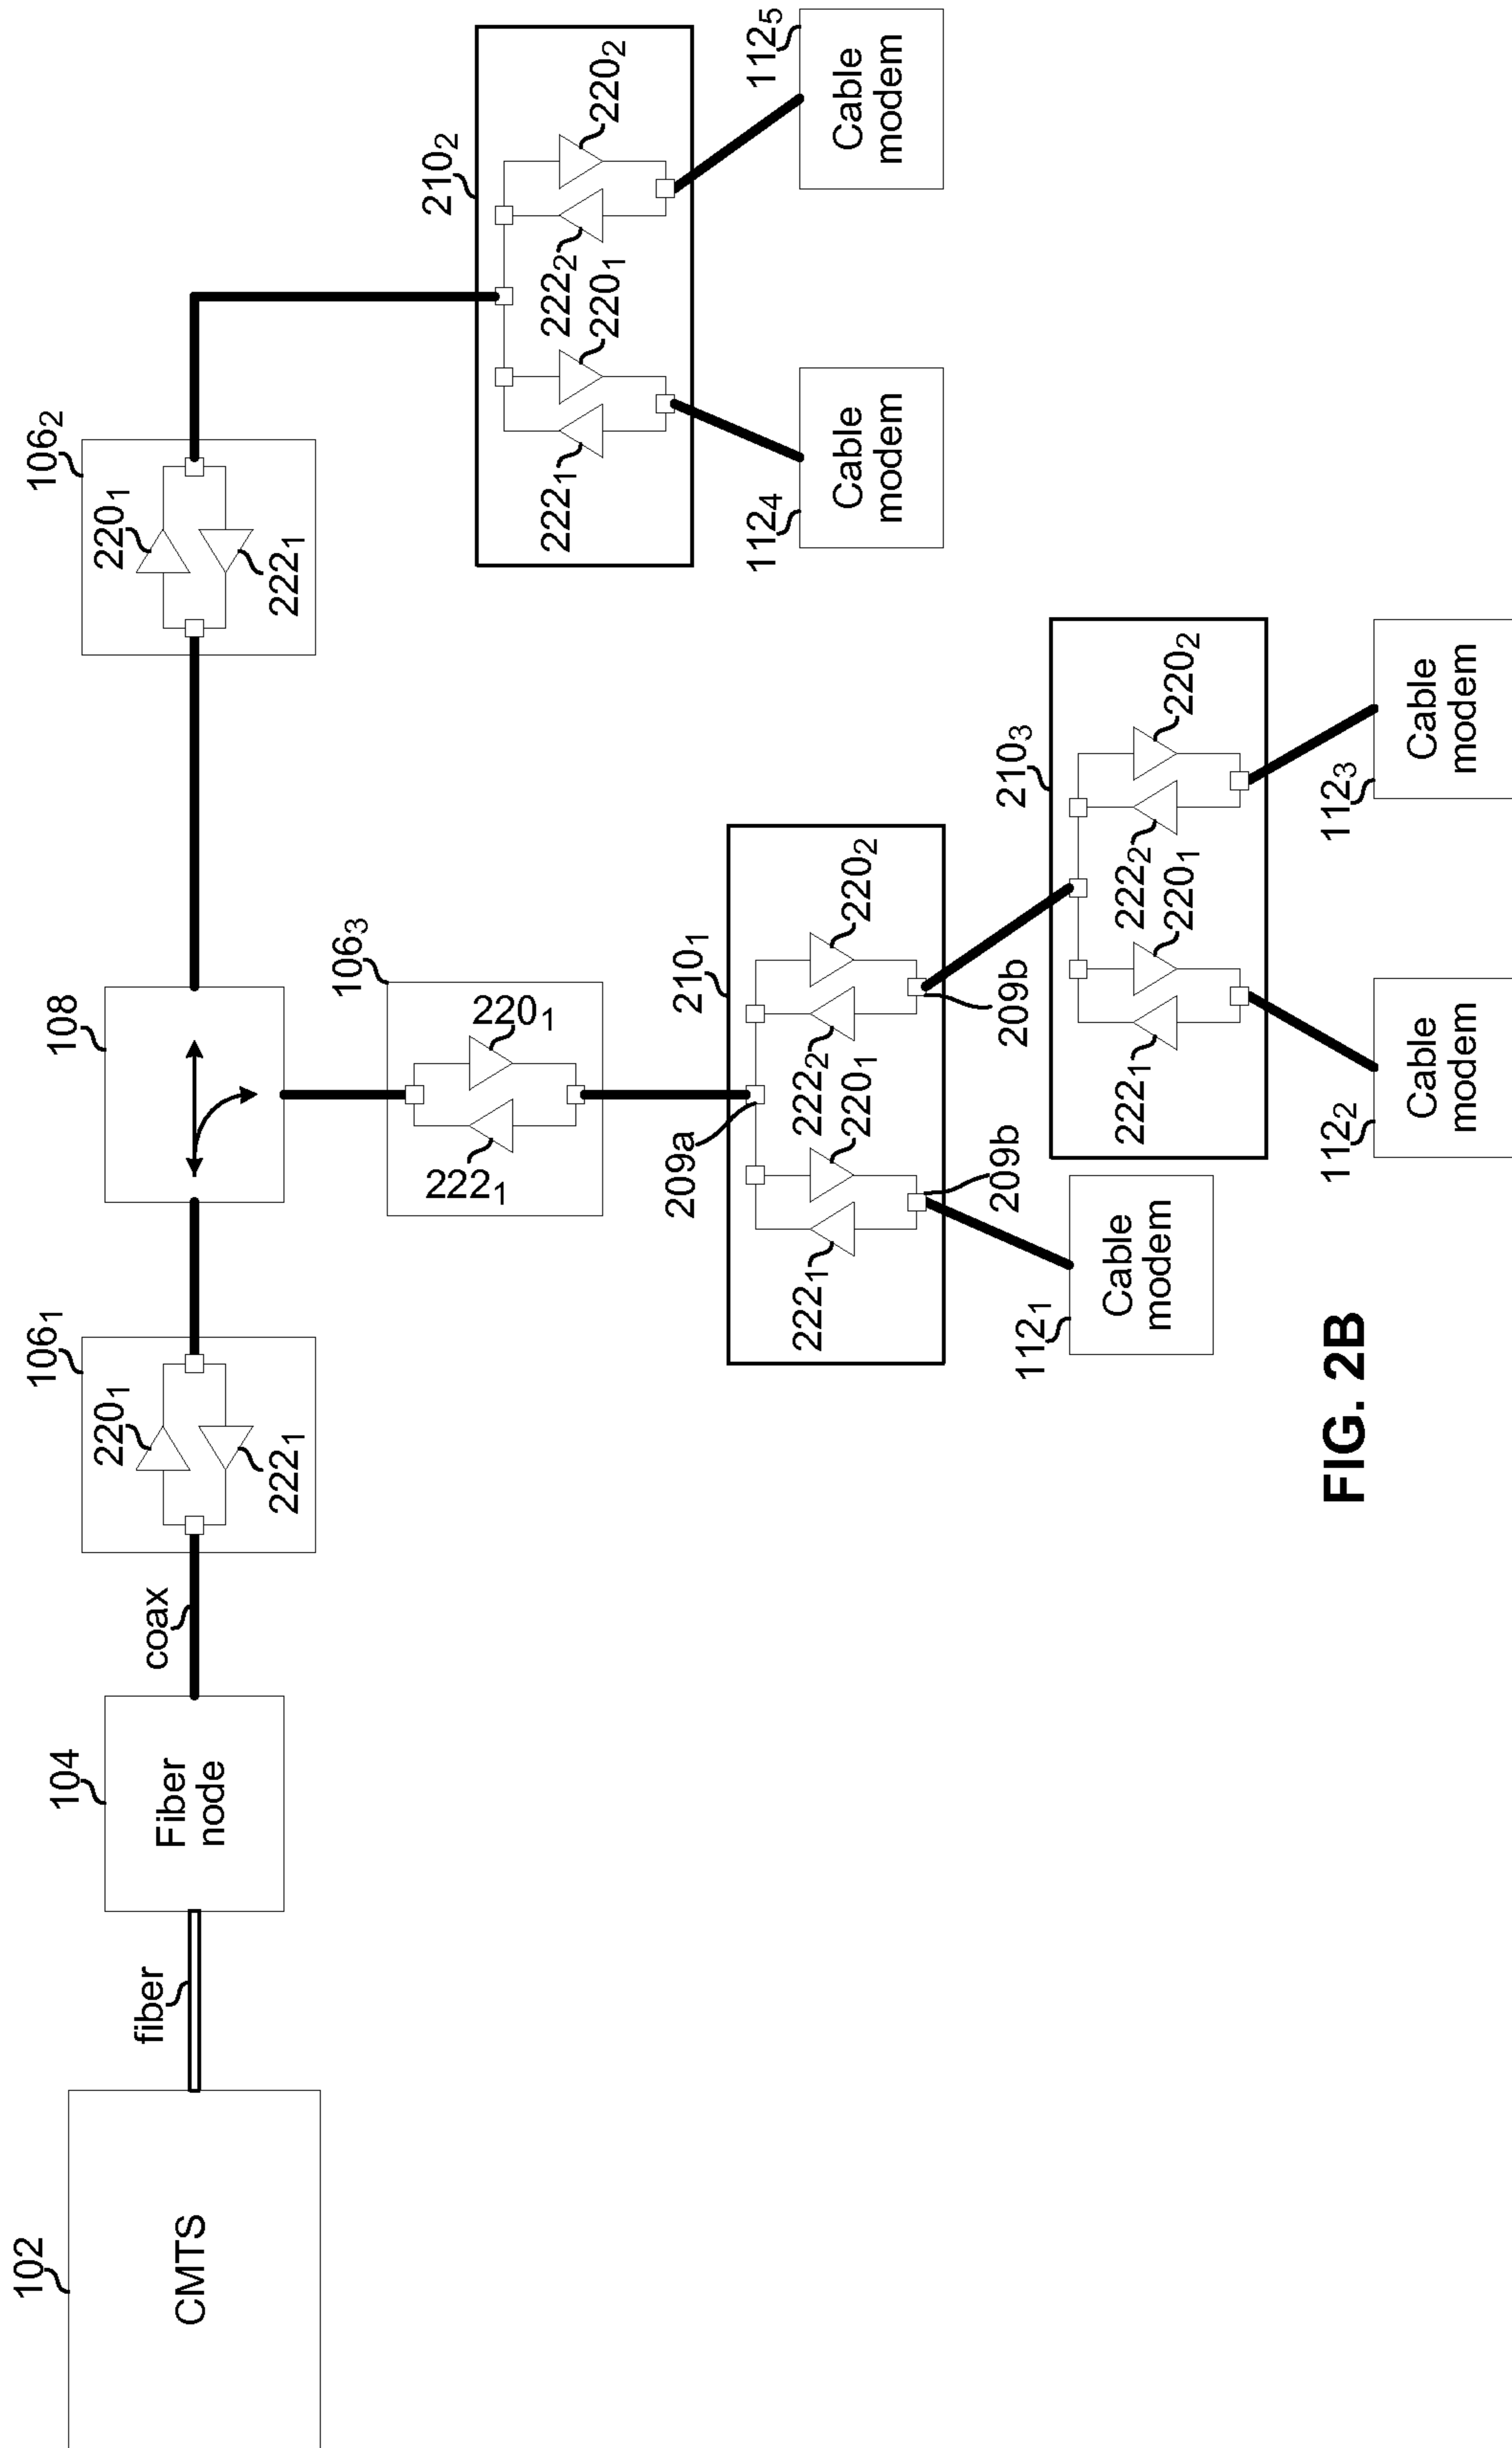 102
CMTS
fiber
104
Fiber
node
coax
106₁
220₁
222₁
108
106₂
220₁
222₁
106₃
220₁
222₁
210₁
209a
222₁
220₁
222₂
220₂
209b
209b
112₁
Cable
modem
210₃
222₁
220₁
222₂
220₂
112₂
Cable
modem
112₃
Cable
modem
210₂
222₁
220₁
222₂
220₂
112₄
Cable
modem
112₅
Cable
modem
FIG. 2B